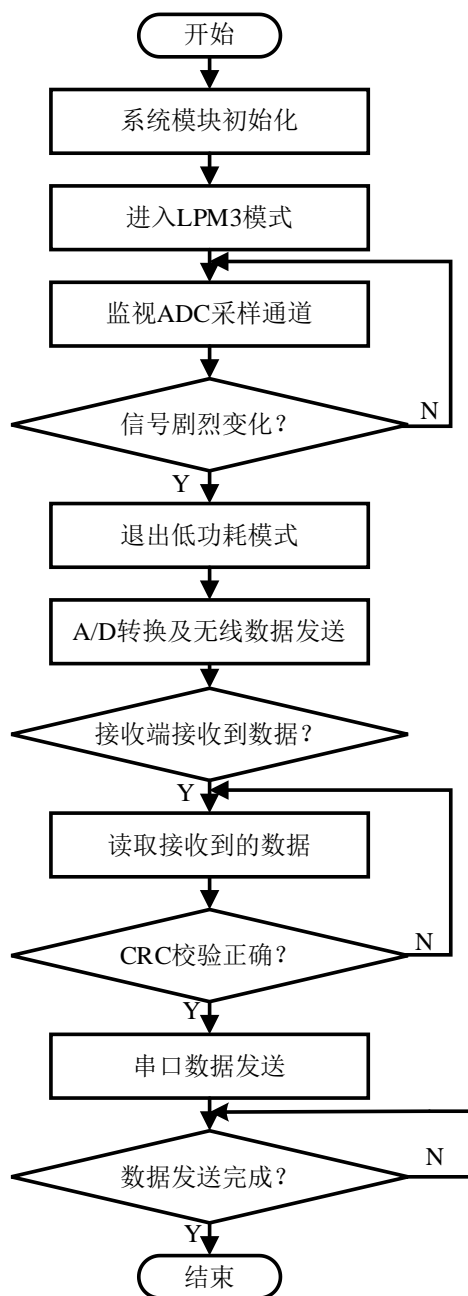 开始
系统模块初始化
进入LPM3模式
监视ADC采样通道
信号剧烈变化？
N
Y
退出低功耗模式
A/D转换及无线数据发送
接收端接收到数据？
Y
读取接收到的数据
CRC校验正确？
N
Y
串口数据发送
数据发送完成？
N
Y
结束